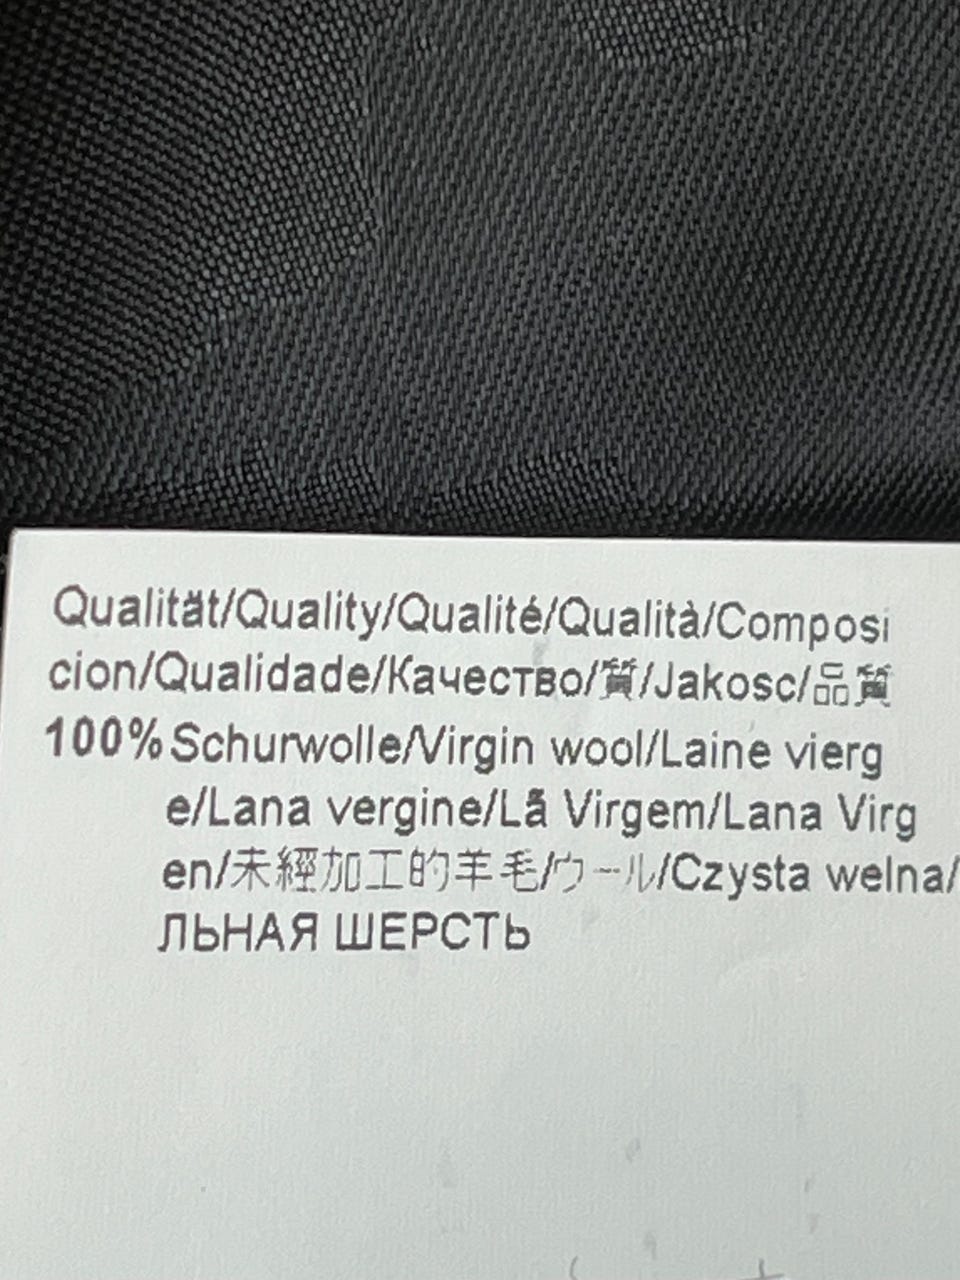 Qualität/Quality/Qualité/Qualità/Composi
cion/Qualidade/Качество/質/Jakosc/品質
100% Schurwolle/Virgin wool/Laine vierg
e/Lana vergine/Lã Virgem/Lana Virg
en/未經加工的羊毛/ウール/Czysta welna/
ЛЬНАЯ ШЕРСТЬ